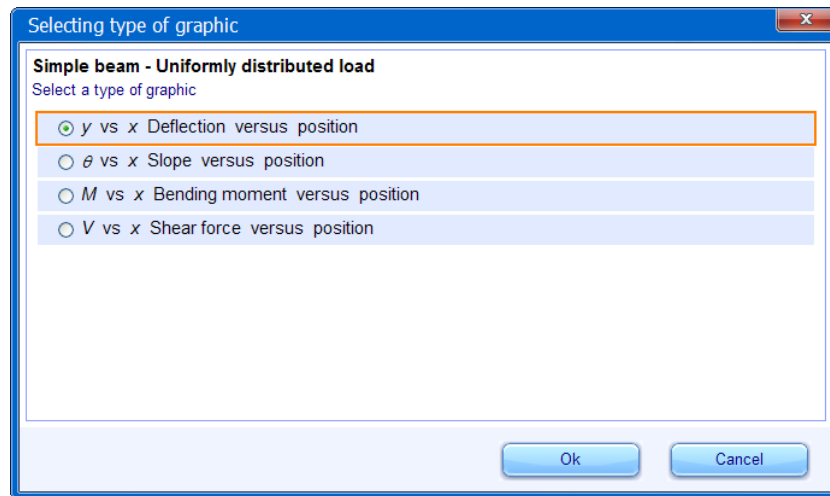 Selecting type of graphic
Simple beam - Uniformly distributed load
Select a type of graphic
y vs x Deflection versus position
θ vs x Slope versus position
M vs x Bending moment versus position
V vs x Shear force versus position
Ok Cancel